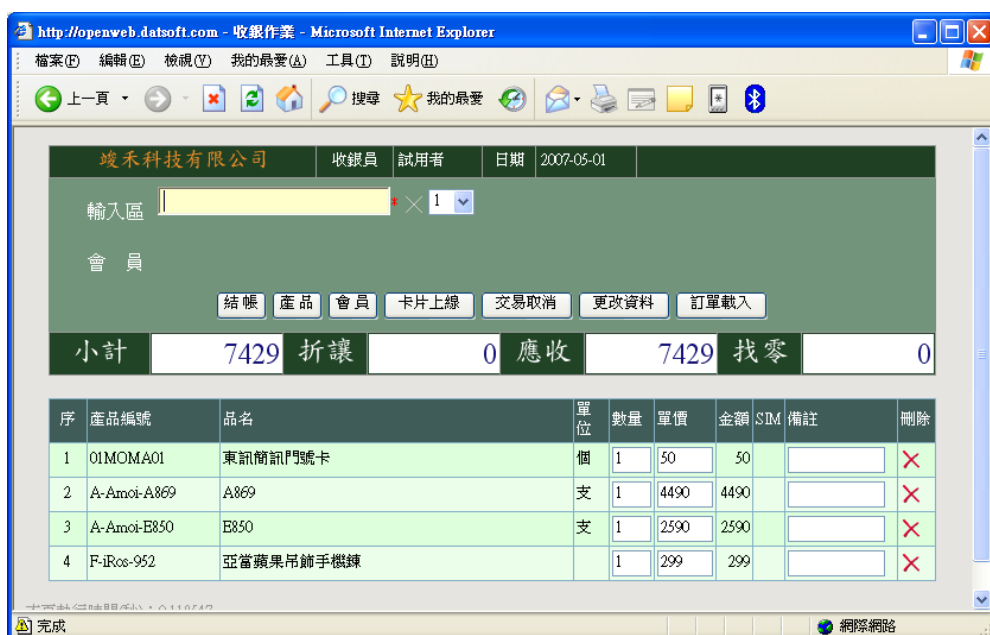 http://openweb.datsoft.com - 收銀作業 - Microsoft Internet Explorer
檔案(F) 編輯(E) 檢視(V) 我的最愛(A) 工具(T) 說明(H)
上一頁 搜尋 我的最愛
竣禾科技有限公司 收銀員 試用者 日期 2007-05-01
輸入區 * × 1
會 員
結帳 產品 會員 卡片上線 交易取消 更改資料 訂單載入
小計 7429 折讓 0 應收 7429 找零 0
序 產品編號 品名 單位 數量 單價 金額 SIM 備註 刪除
1 01MOMA01 東訊簡訊門號卡 個 1 50 50
2 A-Amoi-A869 A869 支 1 4490 4490
3 A-Amoi-E850 E850 支 1 2590 2590
4 F-iRos-952 亞當蘋果吊飾手機鍊 1 299 299
完成 網際網路